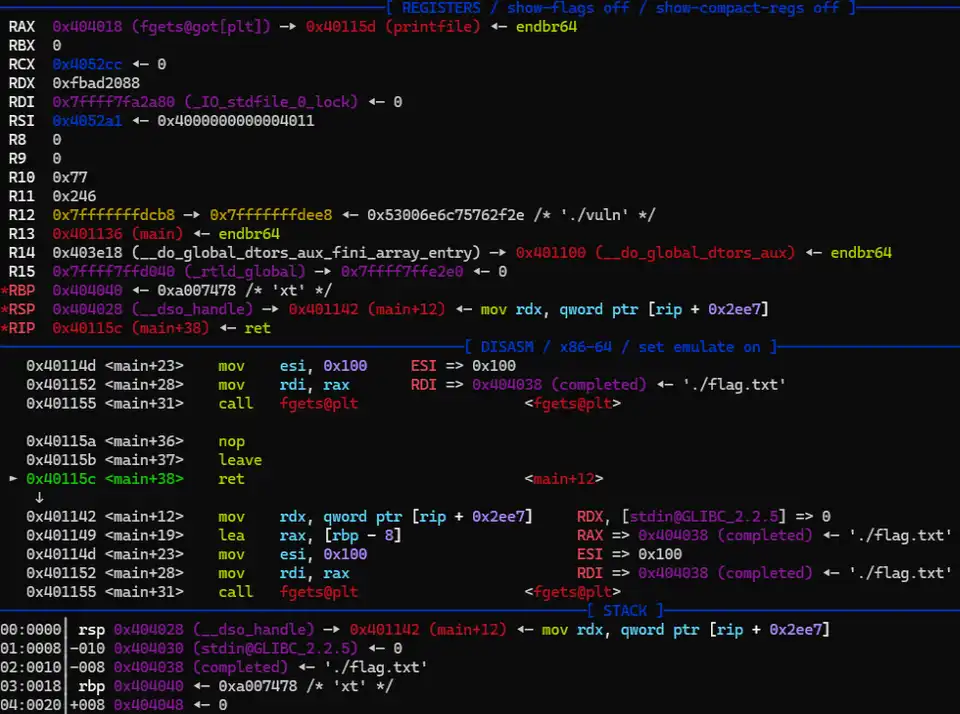 [ REGISTERS / show-flags off / show-compact-regs off ]
RAX 0x404018 (fgets@got[plt]) —▸ 0x40115d (printfile) ◂— endbr64
RBX 0
RCX 0x4052cc ◂— 0
RDX 0xfbad2088
RDI 0x7ffff7fa2a80 (_IO_stdfile_0_lock) ◂— 0
RSI 0x4052a1 ◂— 0x4000000000004011
R8 0
R9 0
R10 0x77
R11 0x246
R12 0x7fffffffdcb8 —▸ 0x7fffffffdee8 ◂— 0x53006e6c75762f2e /* './vuln' */
R13 0x401136 (main) ◂— endbr64
R14 0x403e18 (__do_global_dtors_aux_fini_array_entry) —▸ 0x401100 (__do_global_dtors_aux) ◂— endbr64
R15 0x7ffff7ffd040 (_rtld_global) —▸ 0x7ffff7ffe2e0 ◂— 0
*RBP 0x404040 ◂— 0xa007478 /* 'xt' */
*RSP 0x404028 (__dso_handle) —▸ 0x401142 (main+12) ◂— mov rdx, qword ptr [rip + 0x2ee7]
*RIP 0x40115c (main+38) ◂— ret
[ DISASM / x86-64 / set emulate on ]
0x40114d <main+23> mov esi, 0x100 ESI => 0x100
0x401152 <main+28> mov rdi, rax RDI => 0x404038 (completed) ◂— './flag.txt'
0x401155 <main+31> call fgets@plt <fgets@plt>
0x40115a <main+36> nop
0x40115b <main+37> leave
► 0x40115c <main+38> ret <main+12>
↓
0x401142 <main+12> mov rdx, qword ptr [rip + 0x2ee7] RDX, [stdin@GLIBC_2.2.5] => 0
0x401149 <main+19> lea rax, [rbp - 8] RAX => 0x404038 (completed) ◂— './flag.txt'
0x40114d <main+23> mov esi, 0x100 ESI => 0x100
0x401152 <main+28> mov rdi, rax RDI => 0x404038 (completed) ◂— './flag.txt'
0x401155 <main+31> call fgets@plt <fgets@plt>
[ STACK ]
00:0000│ rsp 0x404028 (__dso_handle) —▸ 0x401142 (main+12) ◂— mov rdx, qword ptr [rip + 0x2ee7]
01:0008│-010 0x404030 (stdin@GLIBC_2.2.5) ◂— 0
02:0010│-008 0x404038 (completed) ◂— './flag.txt'
03:0018│ rbp 0x404040 ◂— 0xa007478 /* 'xt' */
04:0020│+008 0x404048 ◂— 0